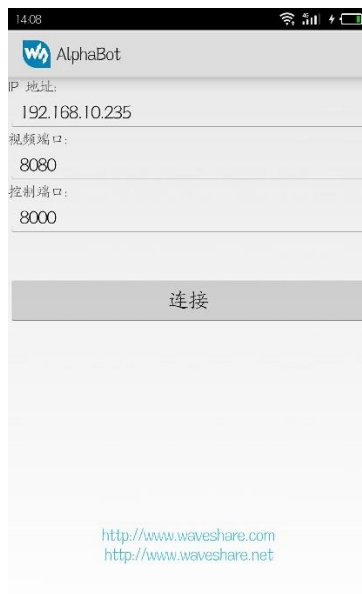 14:08
4G
AlphaBot
IP 地址:
192.168.10.235
视频端口:
8080
控制端口:
8000
连接
http://www.waveshare.com
http://www.waveshare.net